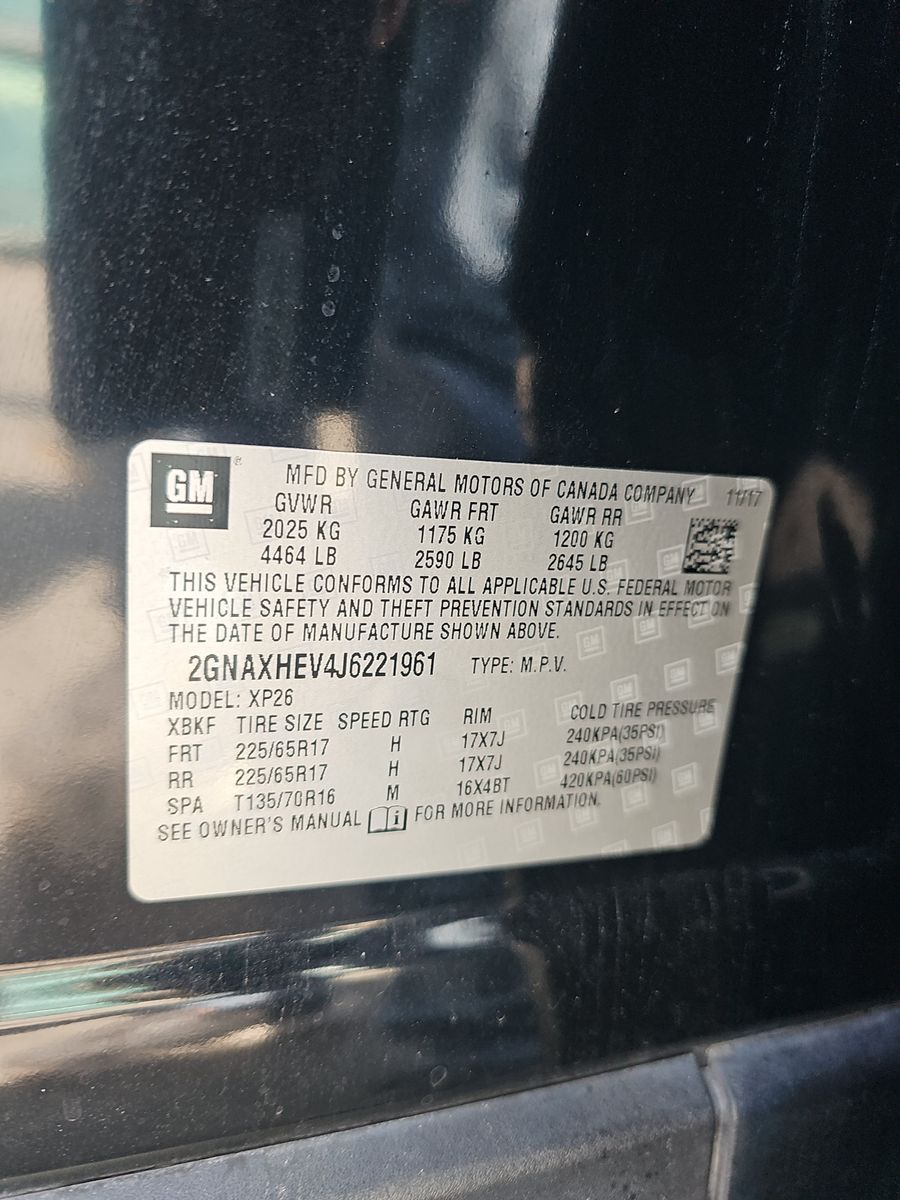 GM ® MFD BY GENERAL MOTORS OF CANADA COMPANY 11/17
GVWR GAWR FRT GAWR RR
2025 KG 1175 KG 1200 KG
4464 LB 2590 LB 2645 LB
THIS VEHICLE CONFORMS TO ALL APPLICABLE U.S. FEDERAL MOTOR
VEHICLE SAFETY AND THEFT PREVENTION STANDARDS IN EFFECT ON
THE DATE OF MANUFACTURE SHOWN ABOVE.
2GNAXHEV4J6221961 TYPE: M.P.V.
MODEL: XP26
XBKF TIRE SIZE SPEED RTG RIM COLD TIRE PRESSURE
FRT 225/65R17 H 17X7J 240KPA(35PSI)
RR 225/65R17 H 17X7J 240KPA(35PSI)
SPA T135/70R16 M 16X4BT 420KPA(60PSI)
SEE OWNER'S MANUAL i FOR MORE INFORMATION.